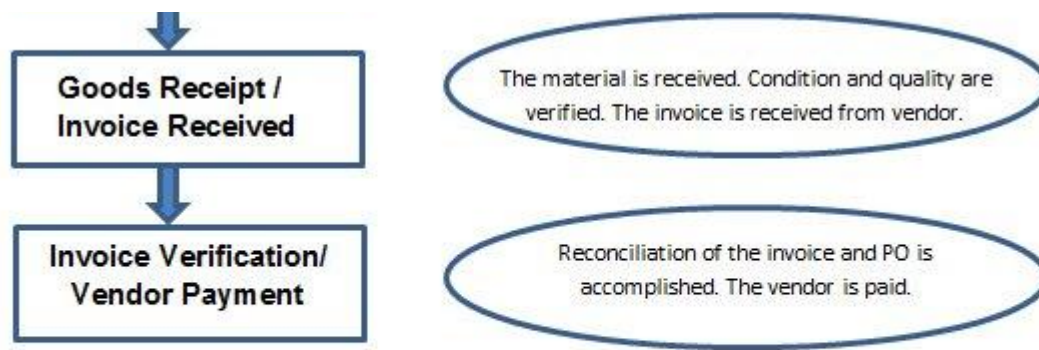 Goods Receipt /
Invoice Received
The material is received. Condition and quality are
verified. The invoice is received from vendor.
Invoice Verification/
Vendor Payment
Reconciliation of the invoice and PO is
accomplished. The vendor is paid.